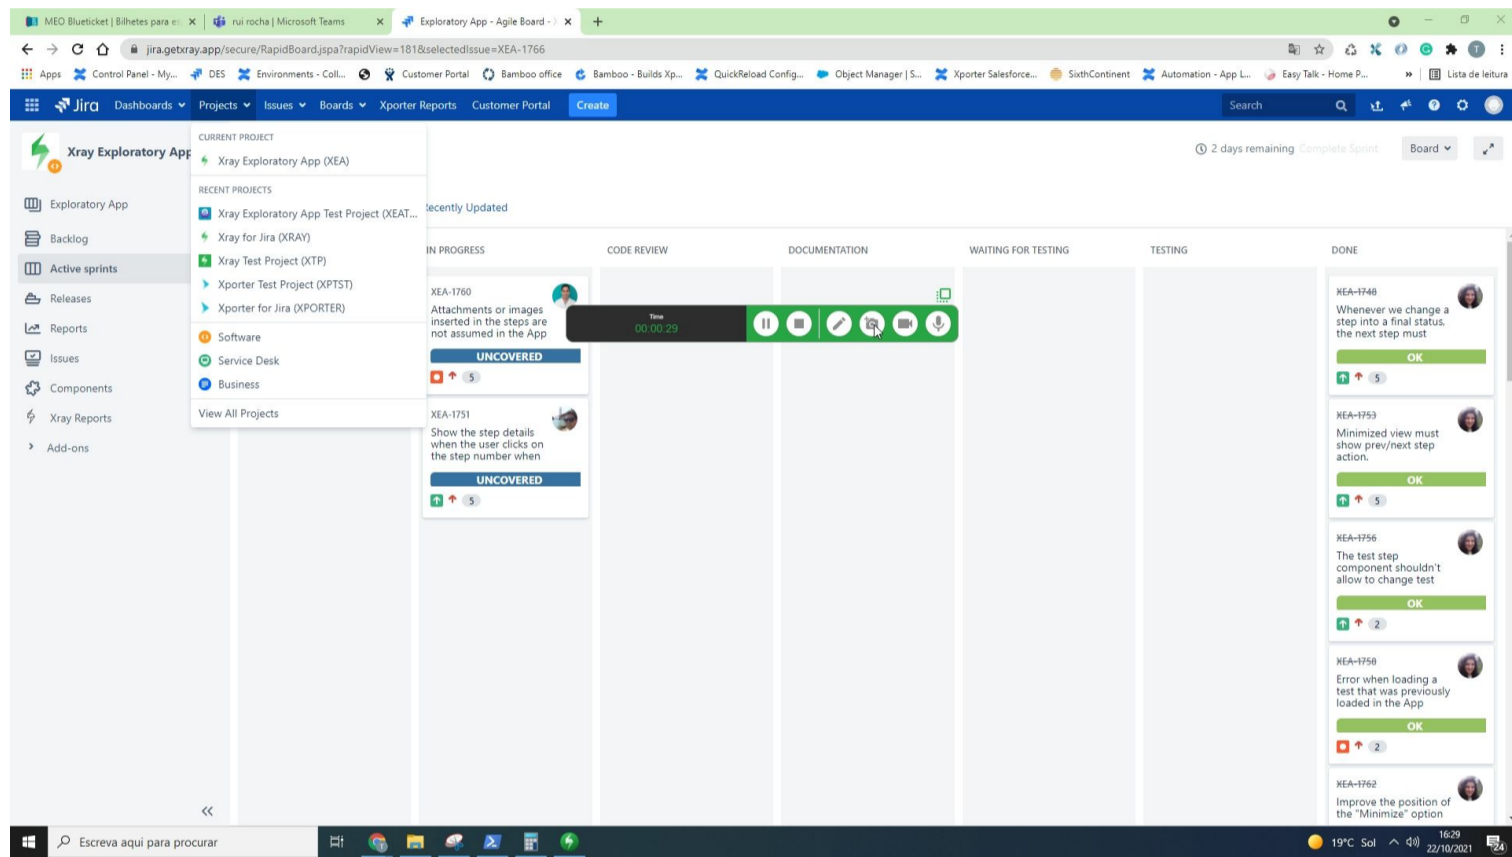 MEO Blueticket | Bilhetes para es
rui rocha | Microsoft Teams
Exploratory App - Agile Board -
jira.getxray.app/secure/RapidBoard.jspa?rapidView=181&selectedIssue=XEA-1766
Apps
Control Panel - My...
DES
Environments - Coll...
Customer Portal
Bamboo office
Bamboo - Builds Xp...
QuickReload Config...
Object Manager | S...
Xporter Salesforce...
SixthContinent
Automation - App L...
Easy Talk - Home P...
»
Lista de leitura
Jira
Dashboards
Projects
Issues
Boards
Xporter Reports
Customer Portal
Create
Search
Xray Exploratory App
2 days remaining
Complete Sprint
Board
Exploratory App
Backlog
Active sprints
Releases
Reports
Issues
Components
Xray Reports
Add-ons
CURRENT PROJECT
Xray Exploratory App (XEA)
RECENT PROJECTS
Xray Exploratory App Test Project (XEAT...
Xray for Jira (XRAY)
Xray Test Project (XTP)
Xporter Test Project (XPTST)
Xporter for Jira (XPORTER)
Software
Service Desk
Business
View All Projects
Recently Updated
IN PROGRESS
CODE REVIEW
DOCUMENTATION
WAITING FOR TESTING
TESTING
DONE
XEA-1760
Attachments or images
inserted in the steps are
not assumed in the App
UNCOVERED
5
XEA-1751
Show the step details
when the user clicks on
the step number when
UNCOVERED
5
Time
00:00:29
XEA-1748
Whenever we change a
step into a final status,
the next step must
OK
5
XEA-1753
Minimized view must
show prev/next step
action.
OK
5
XEA-1756
The test step
component shouldn't
allow to change test
OK
2
XEA-1758
Error when loading a
test that was previously
loaded in the App
OK
2
XEA-1762
Improve the position of
the "Minimize" option
Escreva aqui para procurar
19°C Sol
16:29
22/10/2021
24